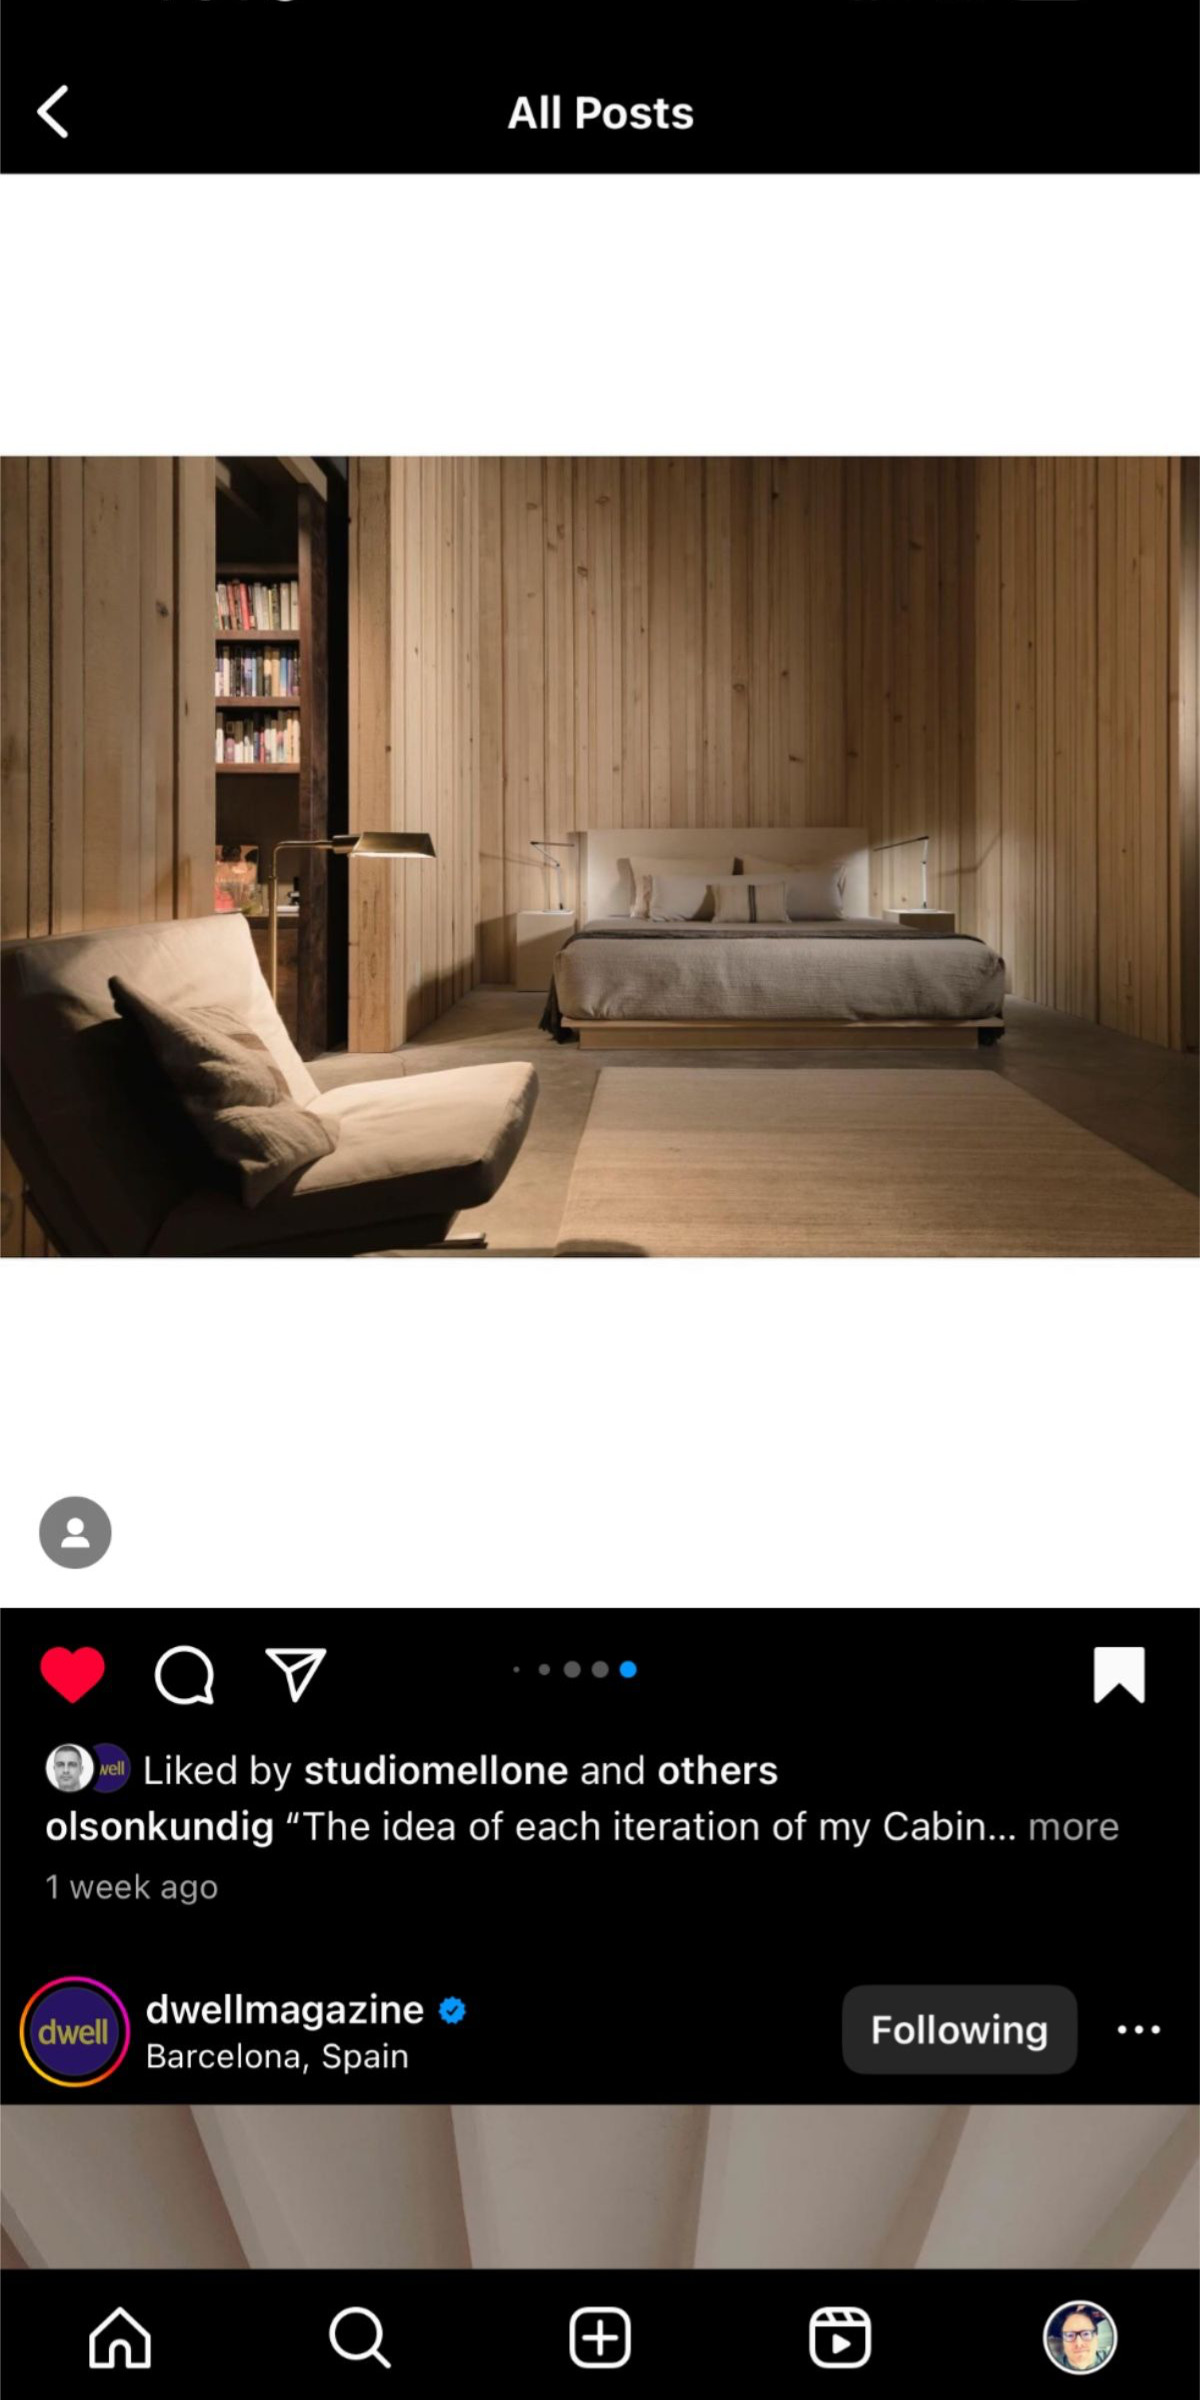 All Posts
well
Liked by studiomellone and others
olsonkundig “The idea of each iteration of my Cabin... more
1 week ago
dwell
dwellmagazine
Barcelona, Spain
Following